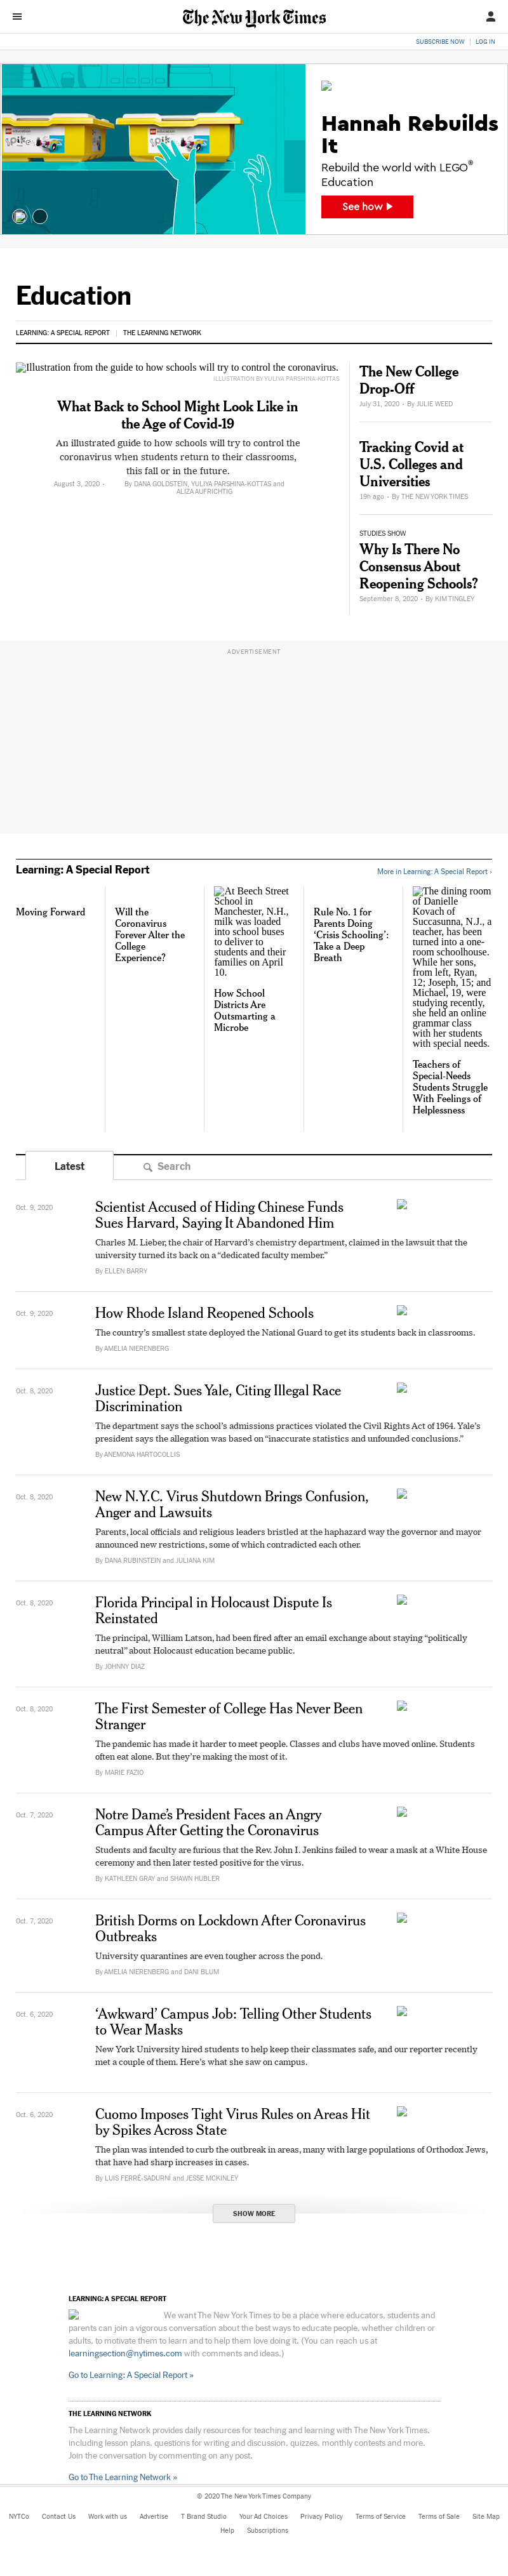 The New York Times
SUBSCRIBE NOW | LOG IN
education
education
Hannah Rebuilds
It
Rebuild the world with LEGO®
Education
See how
Education
LEARNING: A SPECIAL REPORT | THE LEARNING NETWORK
Illustration from the guide to how schools will try to control the coronavirus.
ILLUSTRATION BY YULIYA PARSHINA-KOTTAS
What Back to School Might Look Like in
the Age of Covid-19
An illustrated guide to how schools will try to control the
coronavirus when students return to their classrooms,
this fall or in the future.
August 3, 2020 • By DANA GOLDSTEIN, YULIYA PARSHINA-KOTTAS and
ALIZA AUFRICHTIG
The New College
Drop-Off
July 31, 2020 • By JULIE WEED
Tracking Covid at
U.S. Colleges and
Universities
19h ago • By THE NEW YORK TIMES
STUDIES SHOW
Why Is There No
Consensus About
Reopening Schools?
September 8, 2020 • By KIM TINGLEY
ADVERTISEMENT
Learning: A Special Report
More in Learning: A Special Report ›
Moving Forward
Will the
Coronavirus
Forever Alter the
College
Experience?
At Beech Street
School in
Manchester, N.H.,
milk was loaded
into school buses
to deliver to
students and their
families on April
10.
How School
Districts Are
Outsmarting a
Microbe
Rule No. 1 for
Parents Doing
‘Crisis Schooling’:
Take a Deep
Breath
The dining room
of Danielle
Kovach of
Succasunna, N.J., a
teacher, has been
turned into a one-
room schoolhouse.
While her sons,
from left, Ryan,
12; Joseph, 15; and
Michael, 19, were
studying recently,
she held an online
grammar class
with her students
with special needs.
Teachers of
Special-Needs
Students Struggle
With Feelings of
Helplessness
Latest
Search
Oct. 9, 2020
Scientist Accused of Hiding Chinese Funds
Sues Harvard, Saying It Abandoned Him
Charles M. Lieber, the chair of Harvard’s chemistry department, claimed in the lawsuit that the
university turned its back on a “dedicated faculty member.”
By ELLEN BARRY
Oct. 9, 2020
How Rhode Island Reopened Schools
The country’s smallest state deployed the National Guard to get its students back in classrooms.
By AMELIA NIERENBERG
Oct. 8, 2020
Justice Dept. Sues Yale, Citing Illegal Race
Discrimination
The department says the school’s admissions practices violated the Civil Rights Act of 1964. Yale’s
president says the allegation was based on “inaccurate statistics and unfounded conclusions.”
By ANEMONA HARTOCOLLIS
Oct. 8, 2020
New N.Y.C. Virus Shutdown Brings Confusion,
Anger and Lawsuits
Parents, local officials and religious leaders bristled at the haphazard way the governor and mayor
announced new restrictions, some of which contradicted each other.
By DANA RUBINSTEIN and JULIANA KIM
Oct. 8, 2020
Florida Principal in Holocaust Dispute Is
Reinstated
The principal, William Latson, had been fired after an email exchange about staying “politically
neutral” about Holocaust education became public.
By JOHNNY DIAZ
Oct. 8, 2020
The First Semester of College Has Never Been
Stranger
The pandemic has made it harder to meet people. Classes and clubs have moved online. Students
often eat alone. But they’re making the most of it.
By MARIE FAZIO
Oct. 7, 2020
Notre Dame’s President Faces an Angry
Campus After Getting the Coronavirus
Students and faculty are furious that the Rev. John I. Jenkins failed to wear a mask at a White House
ceremony and then later tested positive for the virus.
By KATHLEEN GRAY and SHAWN HUBLER
Oct. 7, 2020
British Dorms on Lockdown After Coronavirus
Outbreaks
University quarantines are even tougher across the pond.
By AMELIA NIERENBERG and DANI BLUM
Oct. 6, 2020
‘Awkward’ Campus Job: Telling Other Students
to Wear Masks
New York University hired students to help keep their classmates safe, and our reporter recently
met a couple of them. Here’s what she saw on campus.
Oct. 6, 2020
Cuomo Imposes Tight Virus Rules on Areas Hit
by Spikes Across State
The plan was intended to curb the outbreak in areas, many with large populations of Orthodox Jews,
that have had sharp increases in cases.
By LUIS FERRÉ-SADURNÍ and JESSE MCKINLEY
SHOW MORE
LEARNING: A SPECIAL REPORT
We want The New York Times to be a place where educators, students and
parents can join a vigorous conversation about the best ways to educate people, whether children or
adults, to motivate them to learn and to help them love doing it. (You can reach us at
learningsection@nytimes.com with comments and ideas.)
Go to Learning: A Special Report »
THE LEARNING NETWORK
The Learning Network provides daily resources for teaching and learning with The New York Times,
including lesson plans, questions for writing and discussion, quizzes, monthly contests and more.
Join the conversation by commenting on any post.
Go to The Learning Network »
© 2020 The New York Times Company
NYTCo Contact Us Work with us Advertise T Brand Studio Your Ad Choices Privacy Policy Terms of Service Terms of Sale Site Map
Help Subscriptions